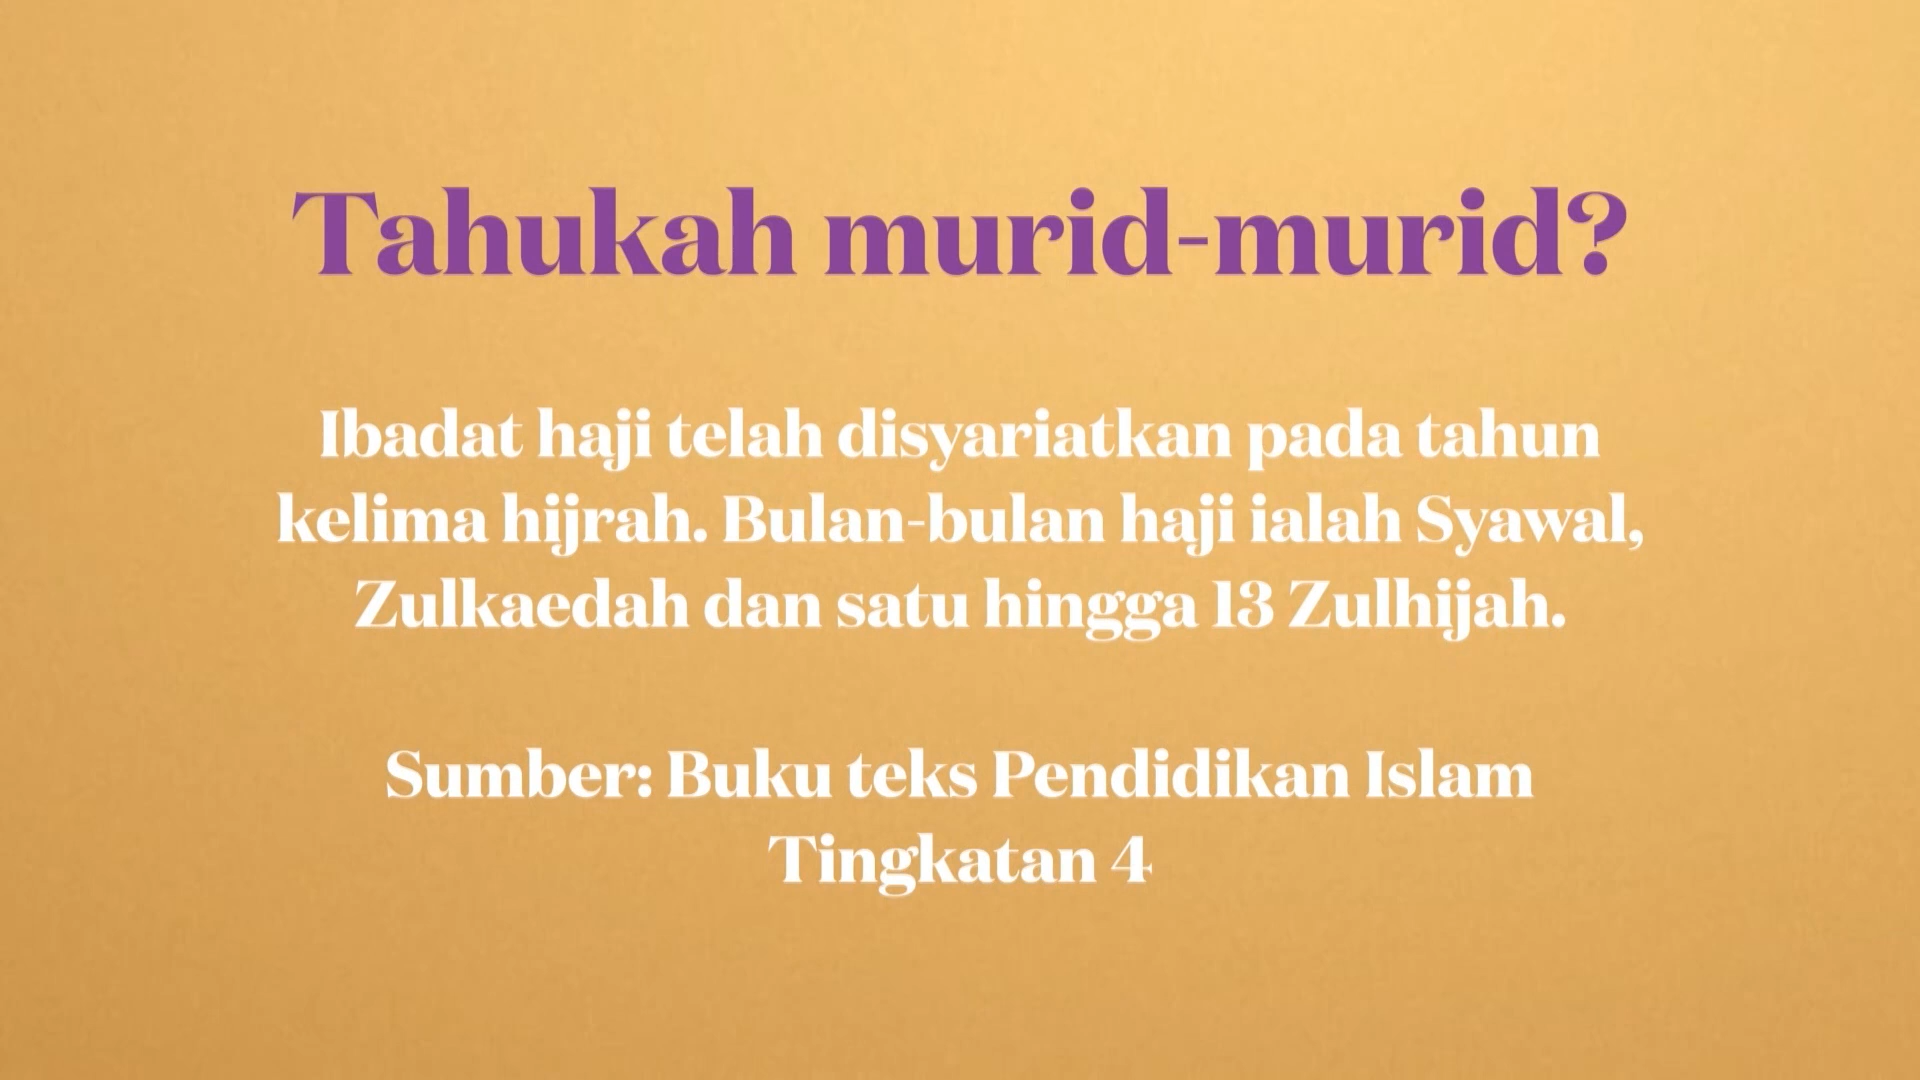 Tahukah murid-murid?
Ibadat haji telah disyariatkan pada tahun
kelima hijrah. Bulan-bulan haji ialah Syawal,
Zulkaedah dan satu hingga 13 Zulhijah.
Sumber: Buku teks Pendidikan Islam
Tingkatan 4